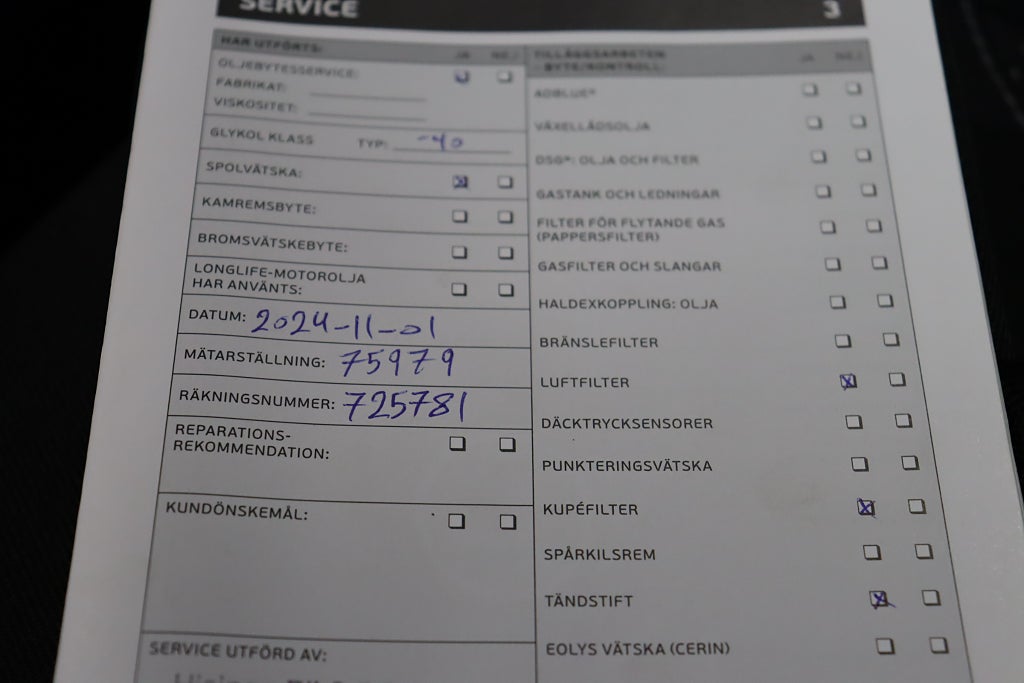 SERVICE 3
HAR UTFÖRTS: JA NEJ
OLJEBYTESSERVICE:
FABRIKAT:
VISKOSITET:
GLYKOL KLASS TYP: -40
SPOLVÄTSKA:
KAMREMSBYTE:
BROMSVÄTSKEBYTE:
LONGLIFE-MOTOROLJA
HAR ANVÄNTS:
DATUM: 2024-11-01
MÄTARSTÄLLNING: 75979
RÄKNINGSNUMMER: 725781
REPARATIONS-
REKOMMENDATION:
KUNDÖNSKEMÅL:
SERVICE UTFÖRD AV:
TILLÄGGSARBETEN JA NEJ
- BYTE/KONTROLL:
ADBLUE®
VÄXELLÅDSOLJA
DSG®: OLJA OCH FILTER
GASTANK OCH LEDNINGAR
FILTER FÖR FLYTANDE GAS
(PAPPERSFILTER)
GASFILTER OCH SLANGAR
HALDEXKOPPLING: OLJA
BRÄNSLEFILTER
LUFTFILTER
DÄCKTRYCKSENSORER
PUNKTERINGSVÄTSKA
KUPÉFILTER
SPÅRKILSREM
TÄNDSTIFT
EOLYS VÄTSKA (CERIN)